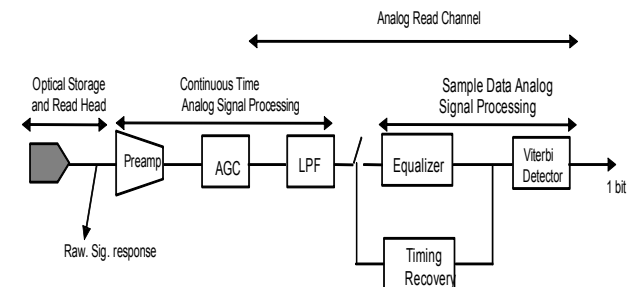 Analog Read Channel
Optical Storage
and Read Head
Continuous Time
Analog Signal Processing
Sample Data Analog
Signal Processing
Preamp
AGC
LPF
Equalizer
Viterbi
Detector
1 bit
Raw. Sig. response
Timing
Recovery